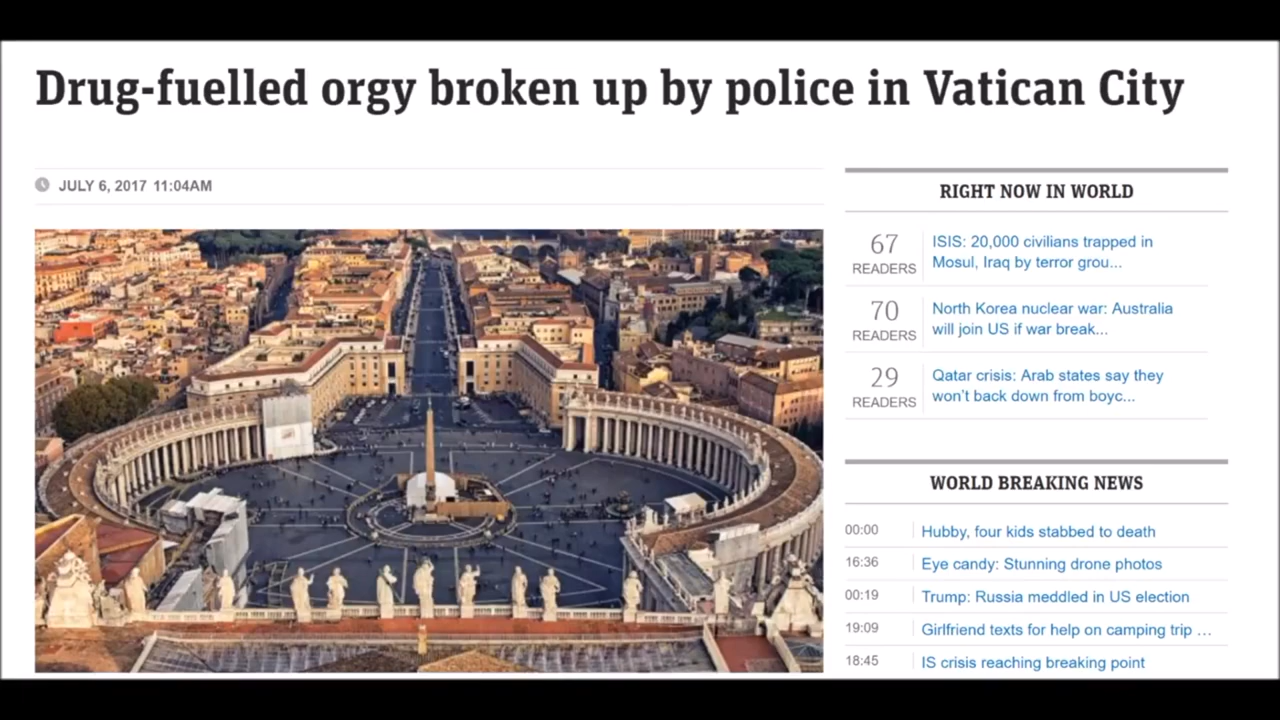 Drug-fuelled orgy broken up by police in Vatican City
JULY 6, 2017 11:04AM
RIGHT NOW IN WORLD
67
READERS
ISIS: 20,000 civilians trapped in
Mosul, Iraq by terror grou...
70
READERS
North Korea nuclear war: Australia
will join US if war break...
29
READERS
Qatar crisis: Arab states say they
won't back down from boyc...
WORLD BREAKING NEWS
00:00 Hubby, four kids stabbed to death
16:36 Eye candy: Stunning drone photos
00:19 Trump: Russia meddled in US election
19:09 Girlfriend texts for help on camping trip ...
18:45 IS crisis reaching breaking point